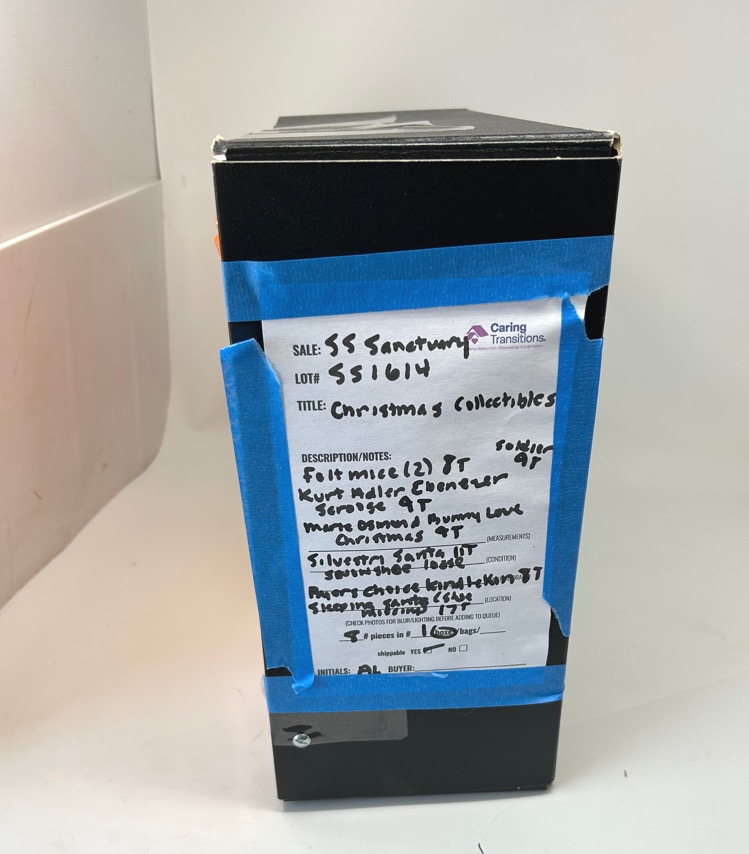 Caring
Transitions.
SALE: SS Sanctuary
LOT# SS1614
TITLE: Christmas Collectibles
soldier
9T
DESCRIPTION/NOTES:
Felt mice (2) 8T
Kurt Adler Ebenezer
Scroige 9T
Marie Osmond Bunny Love
Christmas 9T
(MEASUREMENTS)
Silvestri Santa 11T
snowshoe loose (CONDITION)
Byers Choice Kindlekin 8T
Sleeping Santa (shoe (LOCATION)
missing 17T
(CHECK PHOTOS FOR BLUR/LIGHTING BEFORE ADDING TO QUEUE)
8 # pieces in # 1 boxes/bags/
shippable YES NO
INITIALS: AL BUYER: